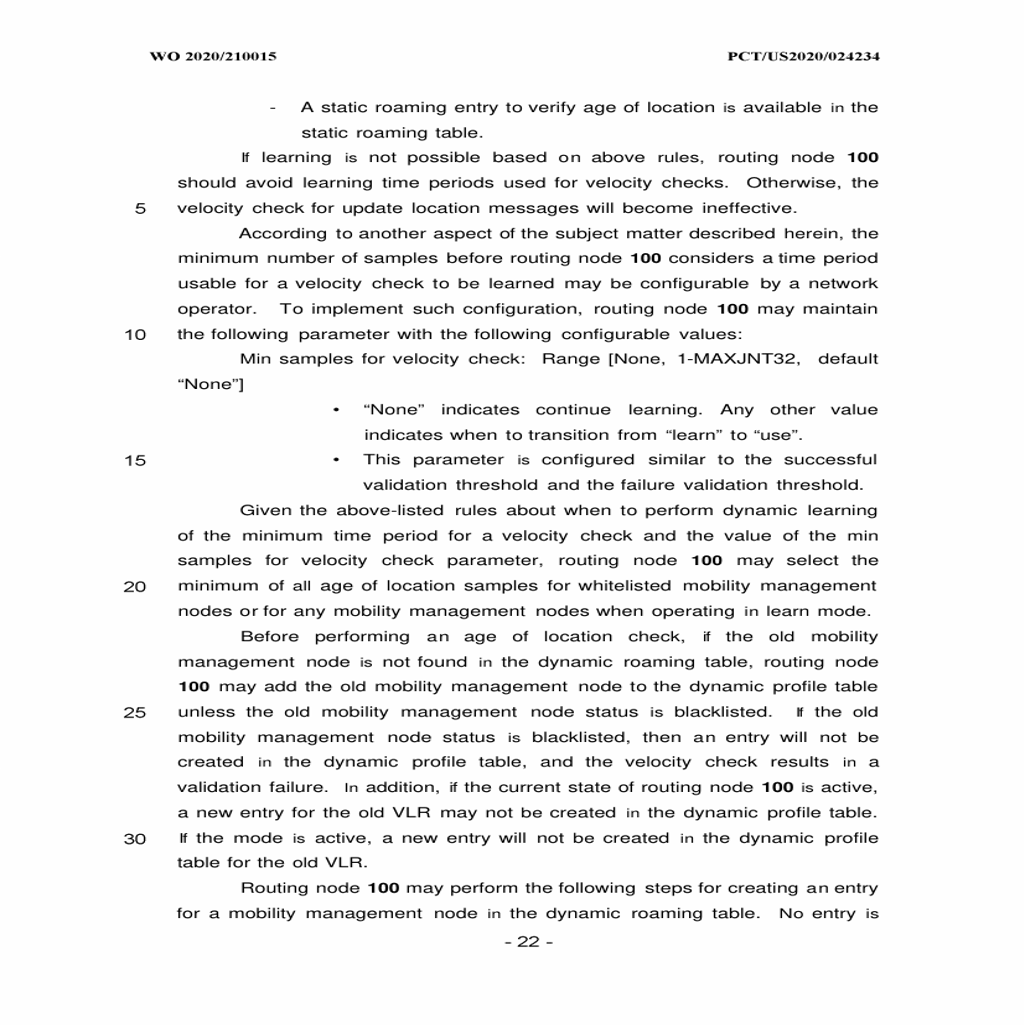 WO 2020/210015 PCT/US2020/024234
- A static roaming entry to verify age of location is available in the
static roaming table.
If learning is not possible based on above rules, routing node 100
should avoid learning time periods used for velocity checks. Otherwise, the
5 velocity check for update location messages will become ineffective.
According to another aspect of the subject matter described herein, the
minimum number of samples before routing node 100 considers a time period
usable for a velocity check to be learned may be configurable by a network
operator. To implement such configuration, routing node 100 may maintain
10 the following parameter with the following configurable values:
Min samples for velocity check: Range [None, 1-MAXJNT32, default
“None”]
• “None” indicates continue learning. Any other value
indicates when to transition from “learn” to “use”.
15 • This parameter is configured similar to the successful
validation threshold and the failure validation threshold.
Given the above-listed rules about when to perform dynamic learning
of the minimum time period for a velocity check and the value of the min
samples for velocity check parameter, routing node 100 may select the
20 minimum of all age of location samples for whitelisted mobility management
nodes or for any mobility management nodes when operating in learn mode.
Before performing an age of location check, if the old mobility
management node is not found in the dynamic roaming table, routing node
100 may add the old mobility management node to the dynamic profile table
25 unless the old mobility management node status is blacklisted. If the old
mobility management node status is blacklisted, then an entry will not be
created in the dynamic profile table, and the velocity check results in a
validation failure. In addition, if the current state of routing node 100 is active,
a new entry for the old VLR may not be created in the dynamic profile table.
30 If the mode is active, a new entry will not be created in the dynamic profile
table for the old VLR.
Routing node 100 may perform the following steps for creating an entry
for a mobility management node in the dynamic roaming table. No entry is
- 22 -